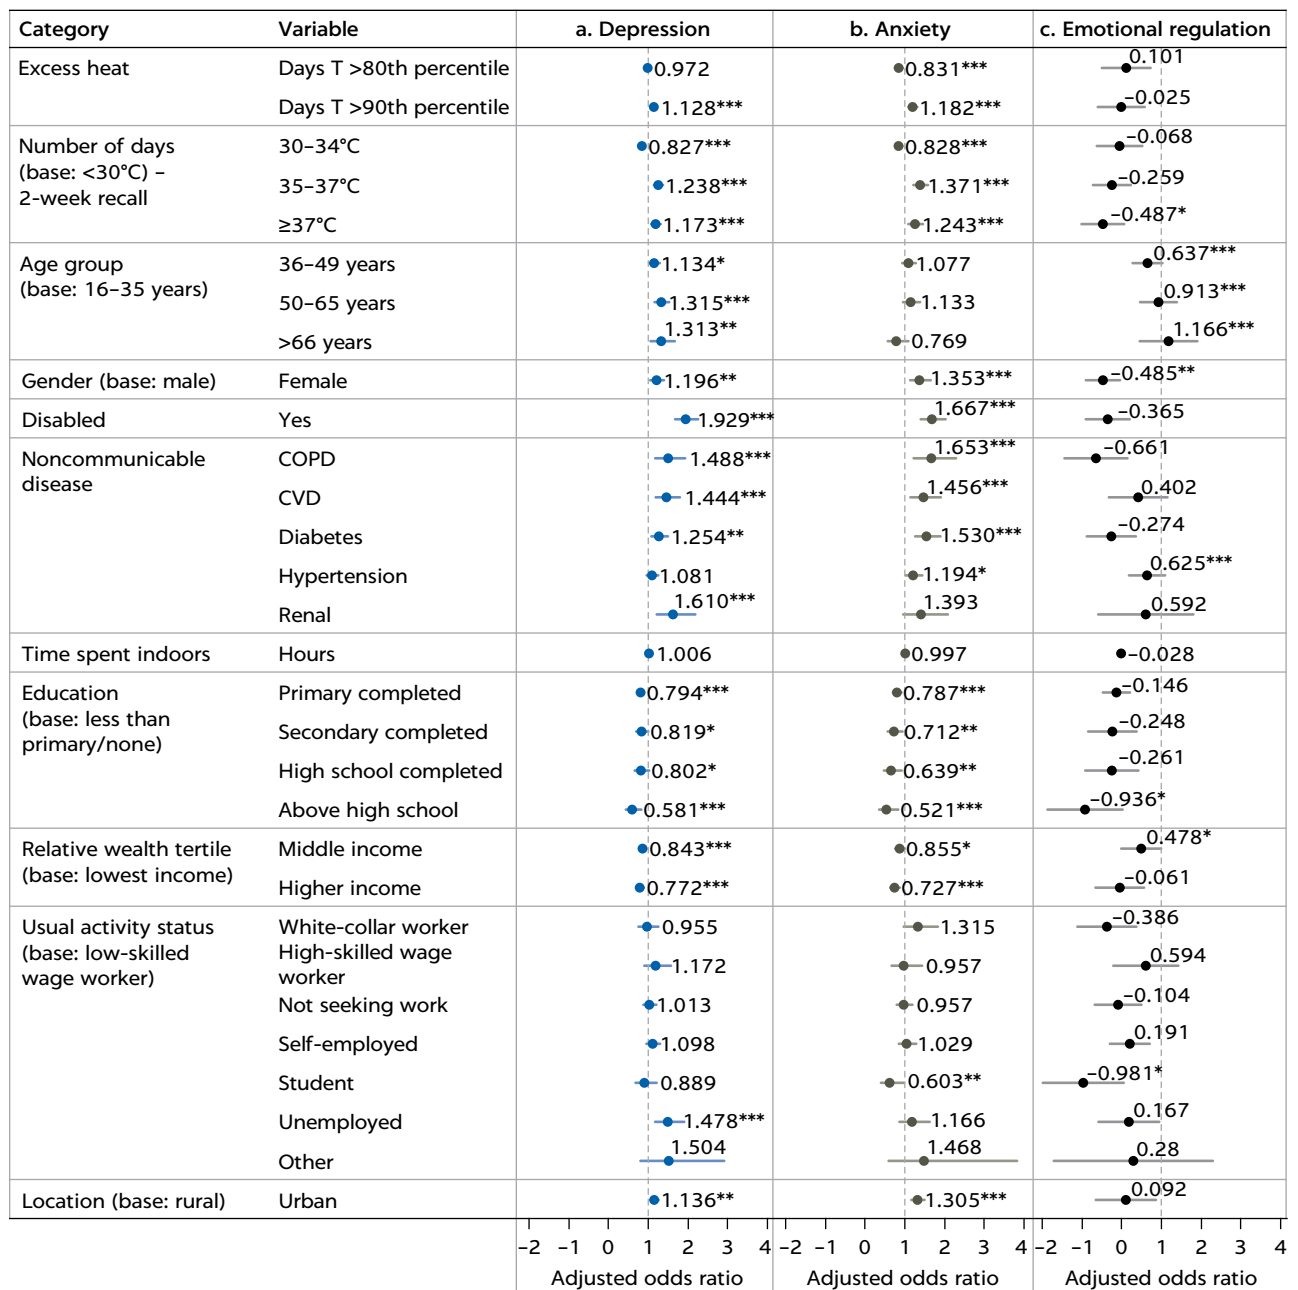 Category Variable a. Depression b. Anxiety c. Emotional regulation
Excess heat Days T >80th percentile 0.972 0.831*** 0.101
Days T >90th percentile 1.128*** 1.182*** −0.025
Number of days 30–34°C 0.827*** 0.828*** −0.068
(base: <30°C) –
35–37°C 1.238*** 1.371*** −0.259
2-week recall
≥37°C 1.173*** 1.243*** −0.487*
Age group 36–49 years 1.134* 1.077 0.637***
(base: 16–35 years)
50–65 years 1.315*** 1.133 0.913***
>66 years 1.313** 0.769 1.166***
Gender (base: male) Female 1.196** 1.353*** −0.485**
Disabled Yes 1.929*** 1.667*** −0.365
Noncommunicable COPD 1.488*** 1.653*** −0.661
disease
CVD 1.444*** 1.456*** 0.402
Diabetes 1.254** 1.530*** −0.274
Hypertension 1.081 1.194* 0.625***
Renal 1.610*** 1.393 0.592
Time spent indoors Hours 1.006 0.997 −0.028
Education Primary completed 0.794*** 0.787*** −0.146
(base: less than
Secondary completed 0.819* 0.712** −0.248
primary/none)
High school completed 0.802* 0.639** −0.261
Above high school 0.581*** 0.521*** −0.936*
Relative wealth tertile Middle income 0.843*** 0.855* 0.478*
(base: lowest income)
Higher income 0.772*** 0.727*** −0.061
Usual activity status White-collar worker 0.955 1.315 −0.386
(base: low-skilled High-skilled wage
wage worker) worker 1.172 0.957 0.594
Not seeking work 1.013 0.957 −0.104
Self-employed 1.098 1.029 0.191
Student 0.889 0.603** −0.981*
Unemployed 1.478*** 1.166 0.167
Other 1.504 1.468 0.28
Location (base: rural) Urban 1.136** 1.305*** 0.092
−2 −1 0 1 2 3 4 −2 −1 0 1 2 3 4 −2 −1 0 1 2 3 4
Adjusted odds ratio Adjusted odds ratio Adjusted odds ratio